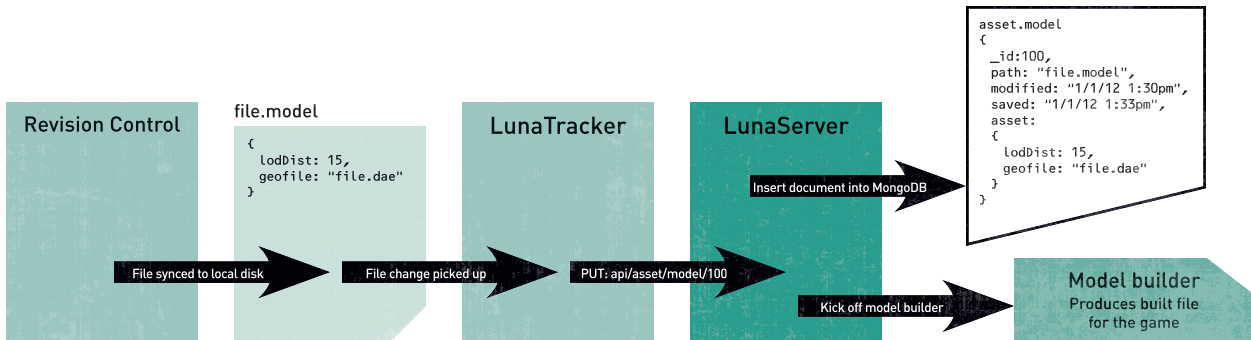 Revision Control
file.model
{
lodDist: 15,
geofile: "file.dae"
}
LunaTracker
LunaServer
File synced to local disk
File change picked up
PUT: api/asset/model/100
Insert document into MongoDB
Kick off model builder
asset.model
{
_id:100,
path: "file.model",
modified: "1/1/12 1:30pm",
saved: "1/1/12 1:33pm",
asset:
{
lodDist: 15,
geofile: "file.dae"
}
}
Model builder
Produces built file
for the game